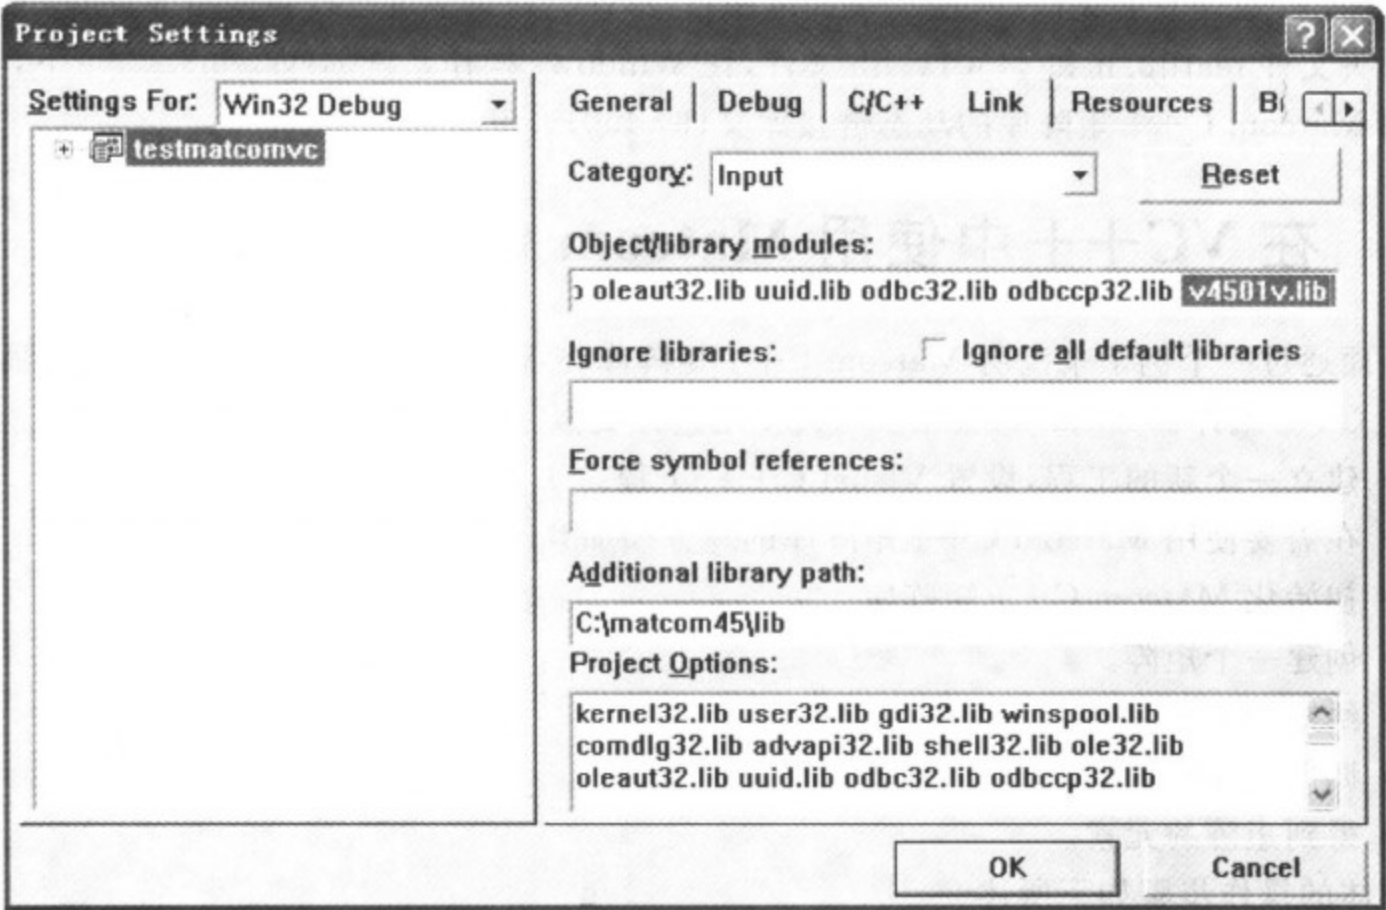 Project Settings
Settings For: Win32 Debug
testmatcomvc
General Debug C/C++ Link Resources
Category: Input Reset
Object/library modules:
oleaut32.lib uuid.lib odbc32.lib odbccp32.lib v4501v.lib
Ignore libraries: Ignore all default libraries
Force symbol references:
Additional library path:
C:\matcom45\lib
Project Options:
kernel32.lib user32.lib gdi32.lib winspool.lib
comdlg32.lib advapi32.lib shell32.lib ole32.lib
oleaut32.lib uuid.lib odbc32.lib odbccp32.lib
OK Cancel